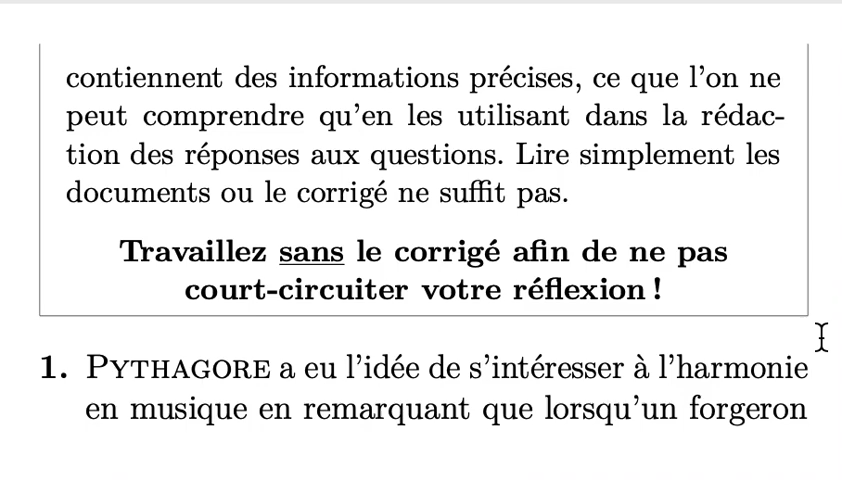 contiennent des informations précises, ce que l'on ne
peut comprendre qu'en les utilisant dans la rédac-
tion des réponses aux questions. Lire simplement les
documents ou le corrigé ne suffit pas.
Travaillez sans le corrigé afin de ne pas
court-circuiter votre réflexion !
1. PYTHAGORE a eu l'idée de s'intéresser à l'harmonie
en musique en remarquant que lorsqu'un forgeron